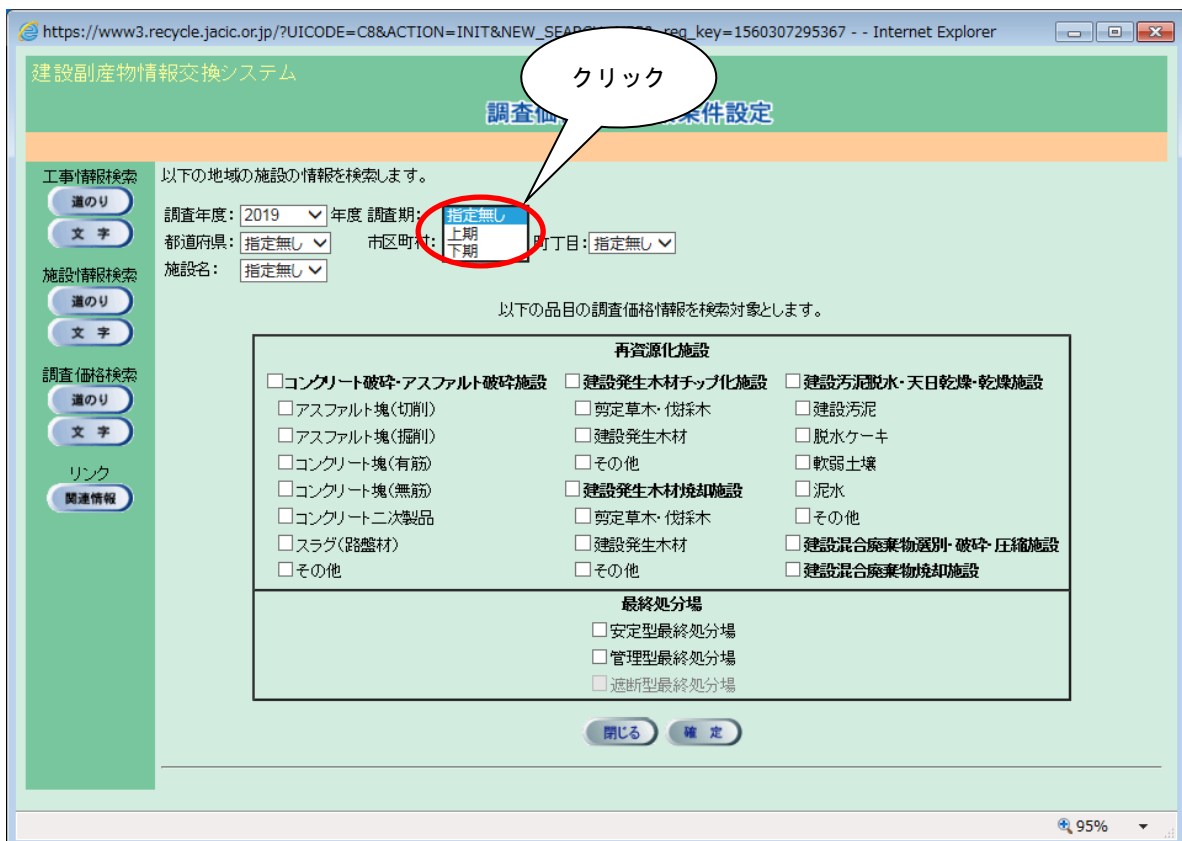 https://www3.recycle.jacic.or.jp/?UICODE=C8&ACTION=INIT&NEW_SEARCH req_key=1560307295367 - - Internet Explorer
建設副産物情報交換システム
クリック
調査価 条件設定
工事情報検索
道のり
文字
施設情報検索
道のり
文字
調査価格検索
道のり
文字
リンク
関連情報
以下の地域の施設の情報を検索します。
調査年度: 2019 年度 調査期: 指定無し
上期
下期
都道府県: 指定無し 市区町村: 町丁目: 指定無し
施設名: 指定無し
以下の品目の調査価格情報を検索対象とします。
再資源化施設
コンクリート破砕・アスファルト破砕施設 建設発生木材チップ化施設 建設汚泥脱水・天日乾燥・乾燥施設
アスファルト塊(切削) 剪定草木・伐採木 建設汚泥
アスファルト塊(掘削) 建設発生木材 脱水ケーキ
コンクリート塊(有筋) その他 軟弱土壌
コンクリート塊(無筋) 建設発生木材焼却施設 泥水
コンクリート二次製品 剪定草木・伐採木 その他
スラグ(路盤材) 建設発生木材 建設混合廃棄物選別・破砕・圧縮施設
その他 その他 建設混合廃棄物焼却施設
最終処分場
安定型最終処分場
管理型最終処分場
遮断型最終処分場
閉じる 確定
95%